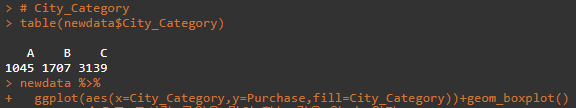 > # City_Category
> table(newdata$City_Category)
A B C
1045 1707 3139
> newdata %>%
+ ggplot(aes(x=City_Category,y=Purchase,fill=City_Category))+geom_boxplot()